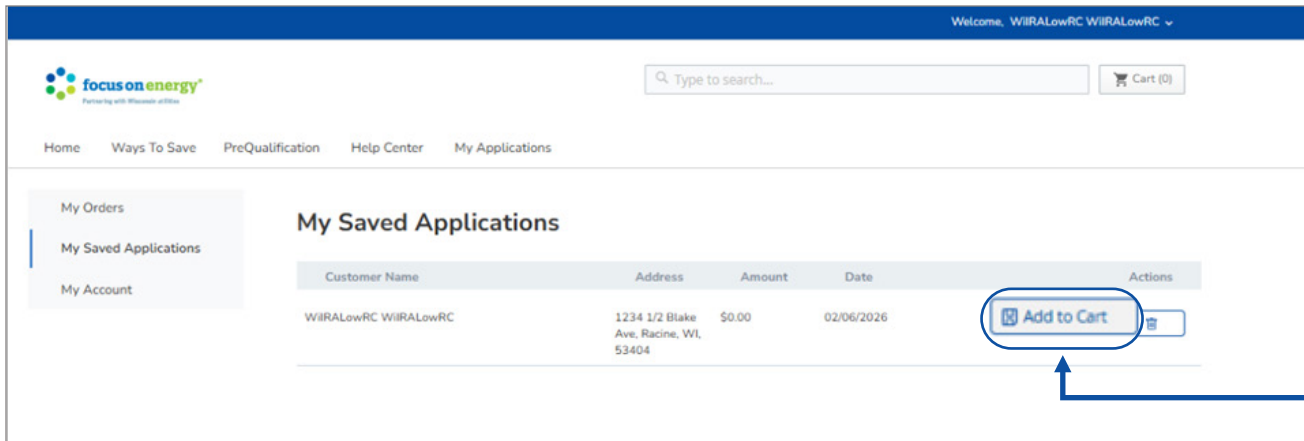 Welcome, WilRALowRC WilRALowRC
focus on energy®
Partnering with Wisconsin utilities
Type to search...
Cart (0)
Home Ways To Save PreQualification Help Center My Applications
My Orders
My Saved Applications
My Account
My Saved Applications
Customer Name Address Amount Date Actions
WilRALowRC WilRALowRC 1234 1/2 Blake $0.00 02/06/2026 Add to Cart
Ave, Racine, WI,
53404